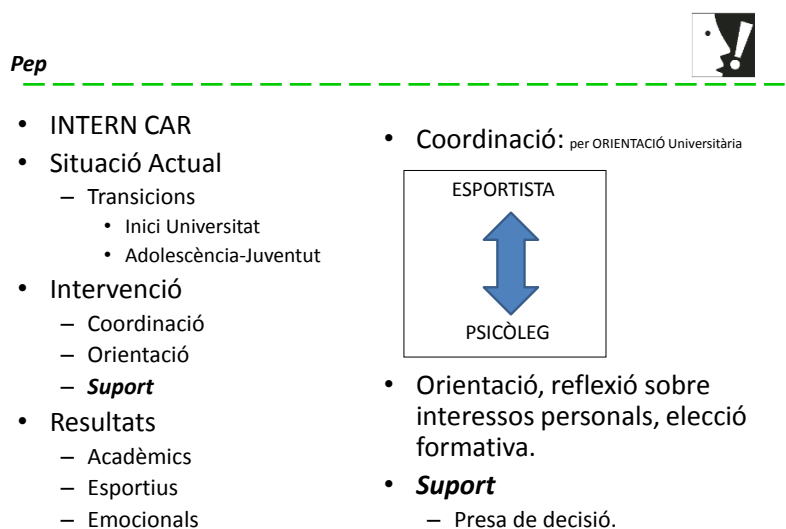 Pep
• INTERN CAR
• Situació Actual
– Transicions
• Inici Universitat
• Adolescència-Juventut
• Intervenció
– Coordinació
– Orientació
– Suport
• Resultats
– Acadèmics
– Esportius
– Emocionals
• Coordinació: per ORIENTACIÓ Universitària
ESPORTISTA
PSICÒLEG
• Orientació, reflexió sobre
interessos personals, elecció
formativa.
• Suport
– Presa de decisió.